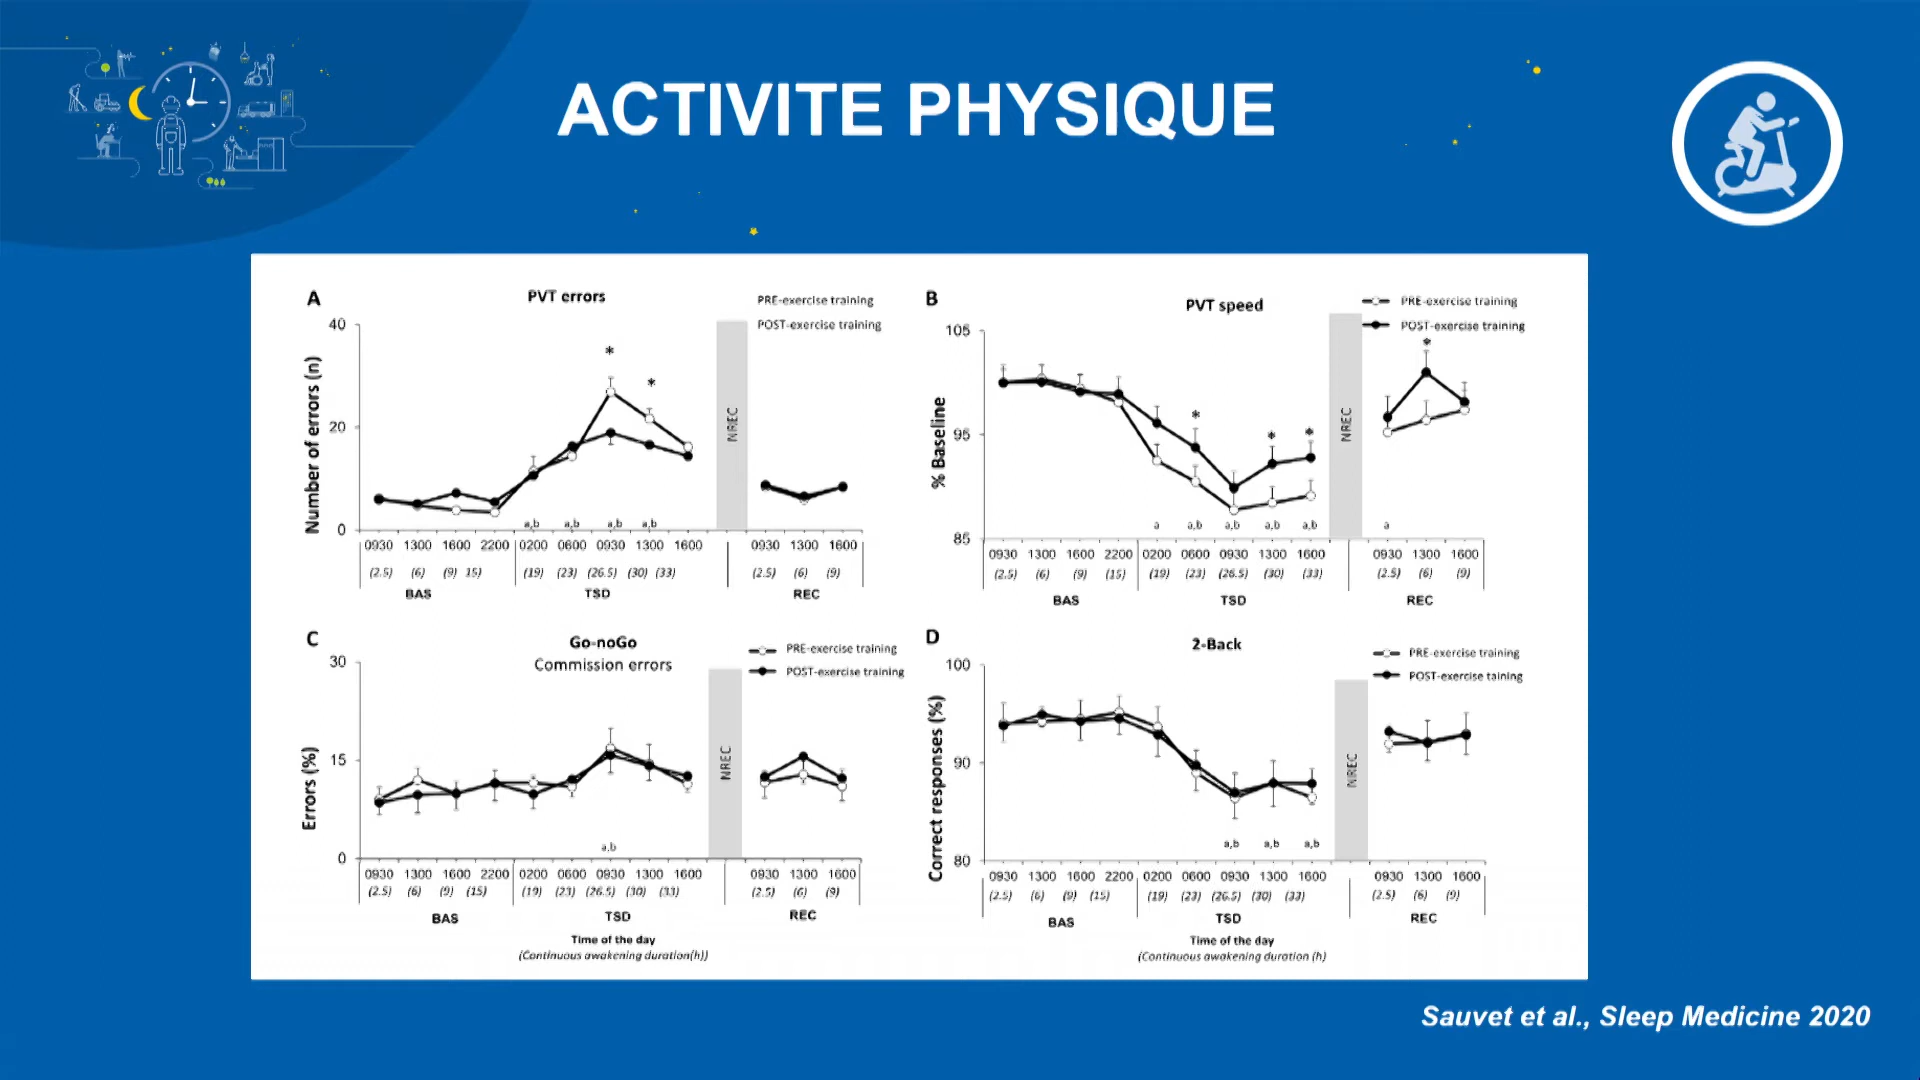 ACTIVITE PHYSIQUE
A
PVT errors
PRE-exercise training
POST-exercise training
Number of errors (n)
40
20
0
*
*
NREC
a,b a,b a,b a,b
0930 1300 1600 2200 0200 0600 0930 1300 1600 0930 1300 1600
(2.5) (6) (9) 15) (19) (23) (26.5) (30) (33) (2.5) (6) (9)
BAS TSD REC
B
PVT speed
PRE-exercise training
POST-exercise training
% Baseline
105
95
85
*
*
*
*
NREC
a a,b a,b a,b a,b a
0930 1300 1600 2200 0200 0600 0930 1300 1600 0930 1300 1600
(2.5) (6) (9) (15) (19) (23) (26.5) (30) (33) (2.5) (6) (9)
BAS TSD REC
C
Go-noGo
Commission errors
PRE-exercise training
POST-exercise training
Errors (%)
30
15
0
NREC
a,b
0930 1300 1600 2200 0200 0600 0930 1300 1600 0930 1300 1600
(2.5) (6) (9) (15) (19) (23) (26.5) (30) (33) (2.5) (6) (9)
BAS TSD REC
Time of the day
(Continuous awakening duration(h))
D
2-Back
PRE-exercise training
POST-exercise taining
Correct responses (%)
100
90
80
NREC
a,b a,b a,b
0930 1300 1600 2200 0200 0600 0930 1300 1600 0930 1300 1600
(2.5) (6) (9) (15) (19) (23) (26.5) (30) (33) (2.5) (6) (9)
BAS TSD REC
Time of the day
(Continuous awakening duration (h)
Sauvet et al., Sleep Medicine 2020